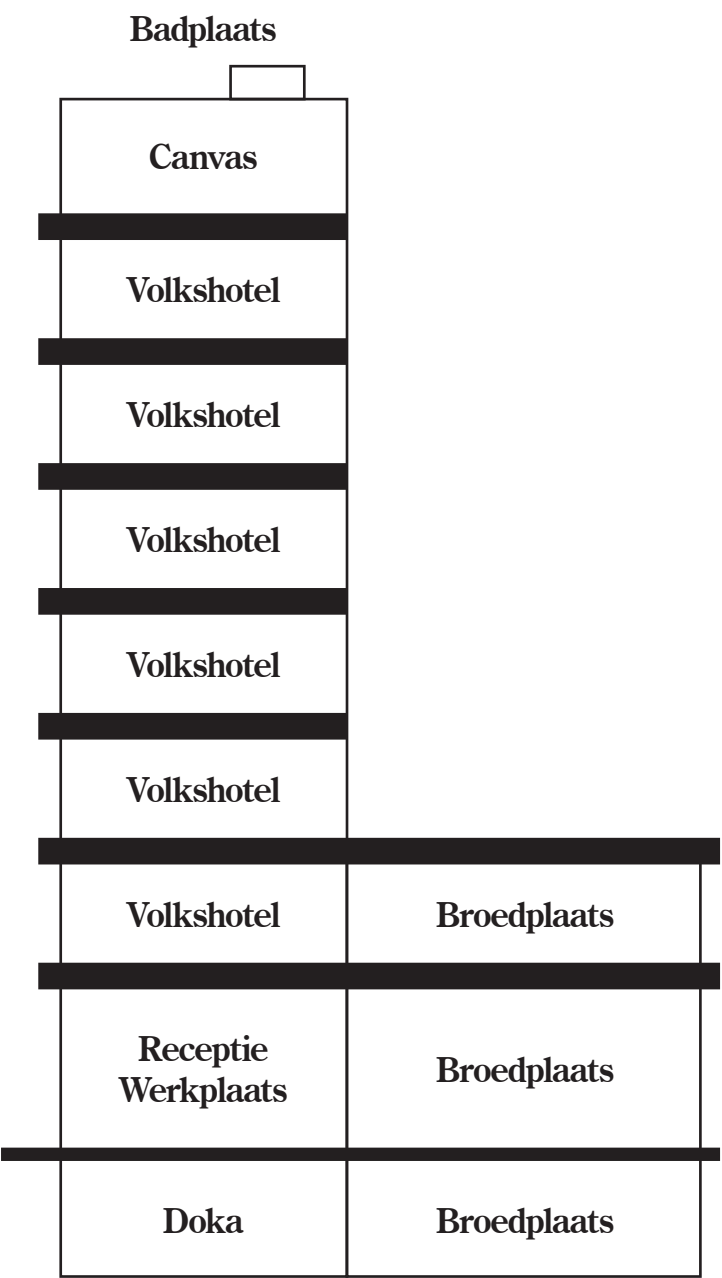 Badplaats
Canvas
Volkshotel
Volkshotel
Volkshotel
Volkshotel
Volkshotel
Volkshotel
Broedplaats
Receptie
Werkplaats
Broedplaats
Doka
Broedplaats